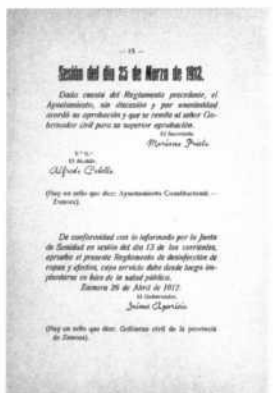 — 15 —
Sesión del día 25 de Marzo de 1912.
Dada cuenta del Reglamento precedente, el
Ayuntamiento, sin discusión y por unanimidad
acordó su aprobación y que se remita al señor Go-
bernador civil para su superior aprobación.
El Secretario,
Mariano Prieto
V.º B.º
El Alcalde,
Alfredo
(Hay un sello que dice: Ayuntamiento Constitucional.—
Zamora).
De conformidad con lo informado por la Junta
de Sanidad en sesión del día 13 de los corrientes,
apruebo el presente Reglamento de desinfección de
ropas y efectos, cuyo servicio debe desde luego im-
plantarse en bien de la salud pública.
Zamora 26 de Abril de 1912.
El Gobernador,
Jaime Aparicio
(Hay un sello que dice: Gobierno civil de la provincia
de Zamora).